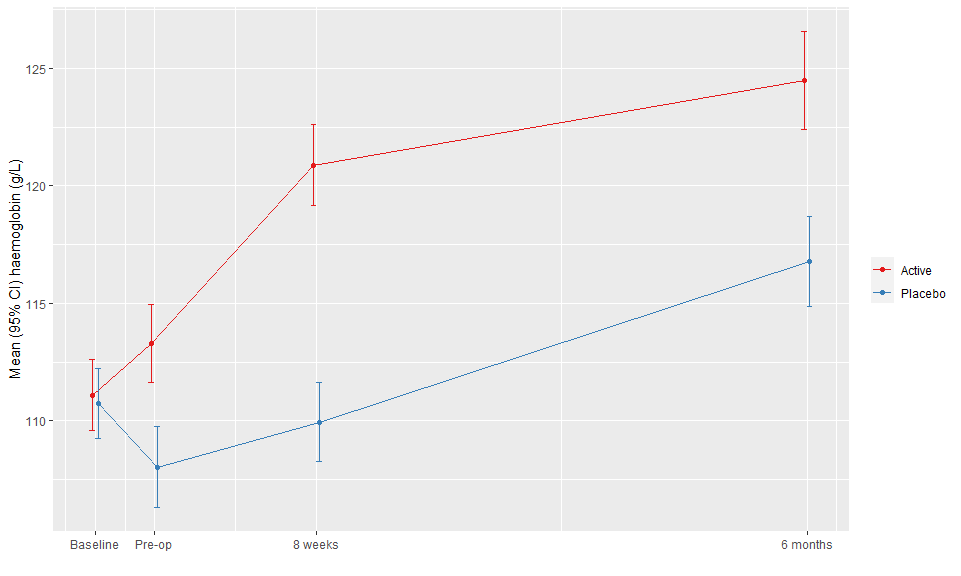 Mean (95% CI) haemoglobin (g/L)
125
120
115
110
Baseline
Pre-op
8 weeks
6 months
Active
Placebo